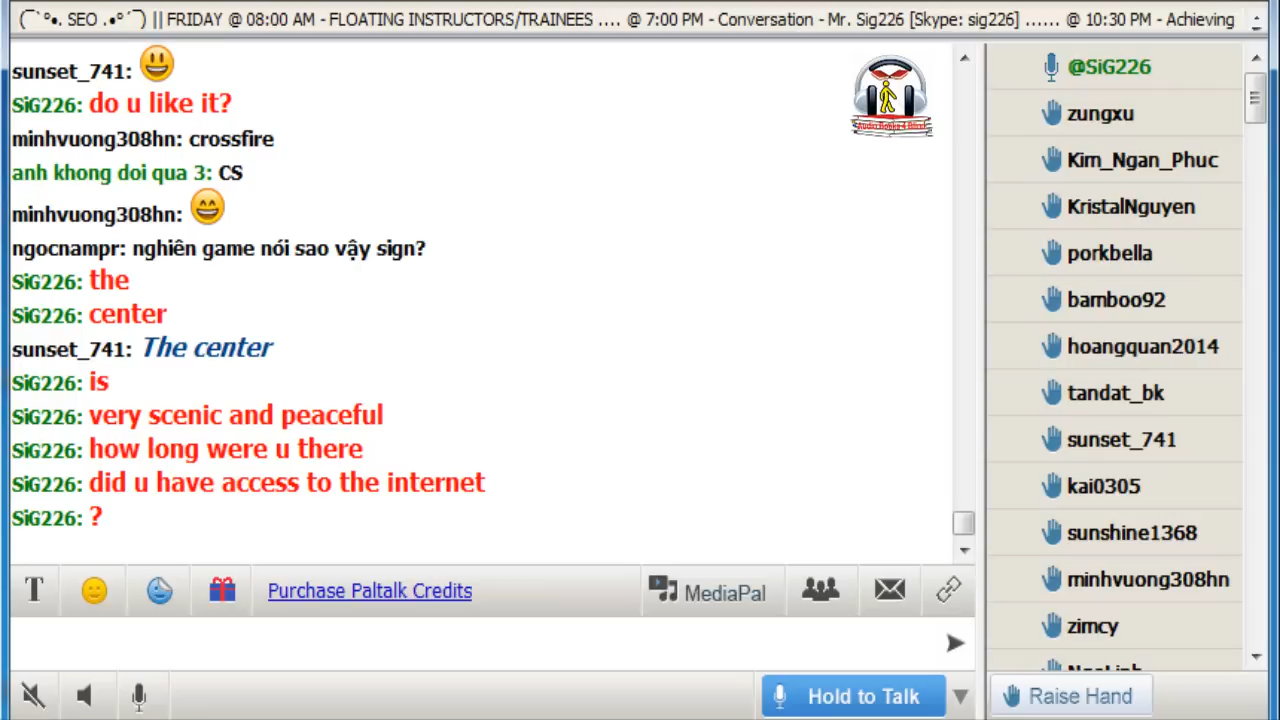 (¯`°•. SEO .•°´¯) || FRIDAY @ 08:00 AM - FLOATING INSTRUCTORS/TRAINEES .... @ 7:00 PM - Conversation - Mr. Sig226 [Skype: sig226] ...... @ 10:30 PM - Achieving
sunset_741:
SiG226: do u like it?
minhvuong308hn: crossfire
anh khong doi qua 3: CS
minhvuong308hn:
ngocnampr: nghiên game nói sao vậy sign?
SiG226: the
SiG226: center
sunset_741: The center
SiG226: is
SiG226: very scenic and peaceful
SiG226: how long were u there
SiG226: did u have access to the internet
SiG226: ?
T
Purchase Paltalk Credits
MediaPal
Hold to Talk
@SiG226
zungxu
Kim_Ngan_Phuc
KristalNguyen
porkbella
bamboo92
hoangquan2014
tandat_bk
sunset_741
kai0305
sunshine1368
minhvuong308hn
zimcy
Raise Hand